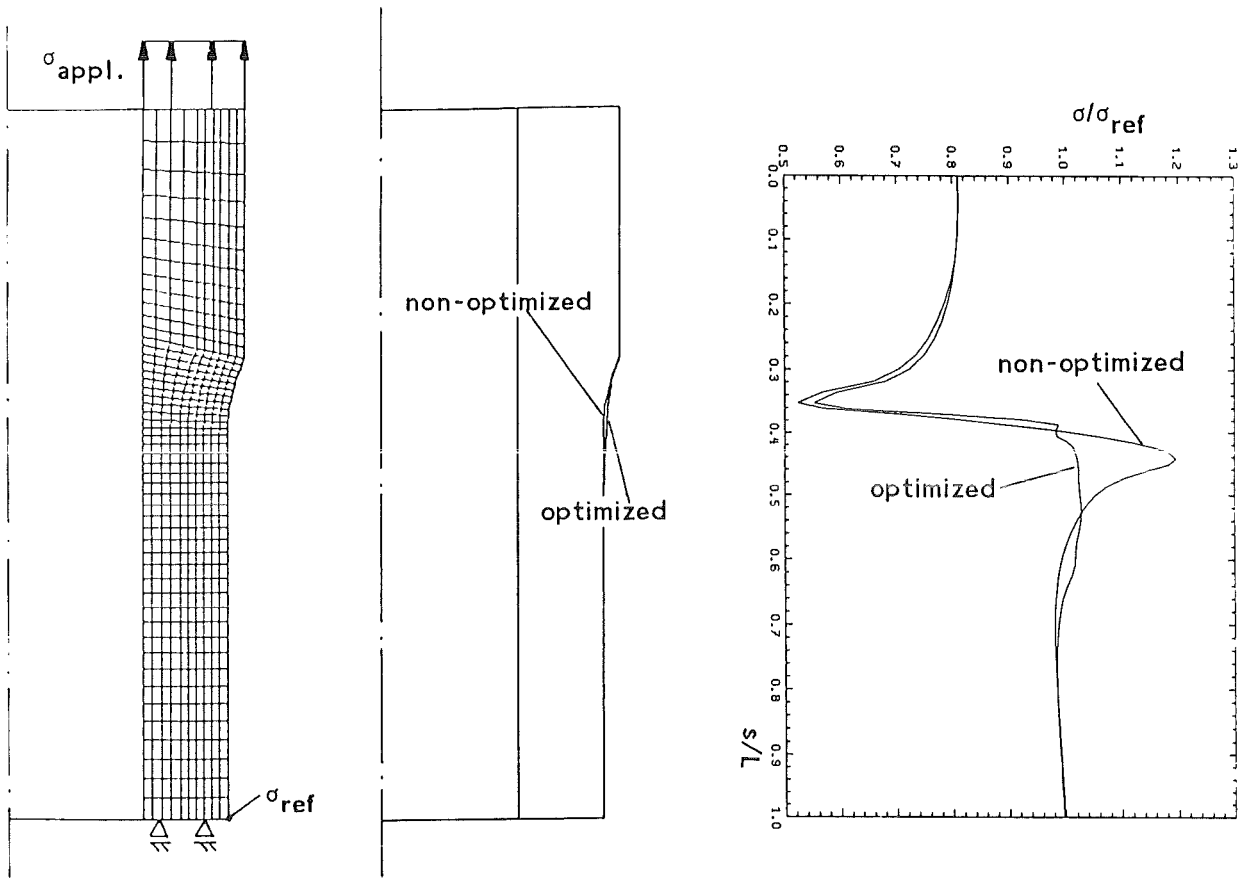 σappl.
σref
non-optimized
optimized
σ/σref
0.5 0.6 0.7 0.8 0.9 1.0 1.1 1.2 1.3
0.0
0.1
0.2
0.3
0.4
0.5
0.6
0.7
0.8
0.9
1.0
non-optimized
optimized
s/L